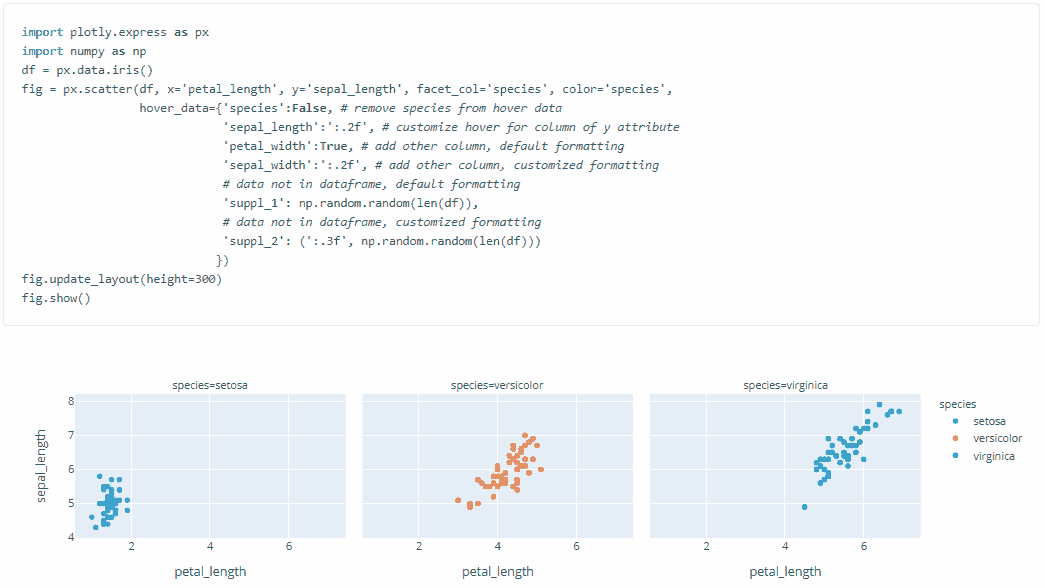 import plotly.express as px
import numpy as np
df = px.data.iris()
fig = px.scatter(df, x='petal_length', y='sepal_length', facet_col='species', color='species',
                 hover_data={'species':False, # remove species from hover data
                             'sepal_length':':.2f', # customize hover for column of y attribute
                             'petal_width':True, # add other column, default formatting
                             'sepal_width':':.2f', # add other column, customized formatting
                             # data not in dataframe, default formatting
                             'suppl_1': np.random.random(len(df)),
                             # data not in dataframe, customized formatting
                             'suppl_2': (':.3f', np.random.random(len(df)))
                            })
fig.update_layout(height=300)
fig.show()
species=setosa
species=versicolor
species=virginica
species
setosa
versicolor
virginica
sepal_length
8
7
6
5
4
2 4 6
2 4 6
2 4 6
petal_length
petal_length
petal_length